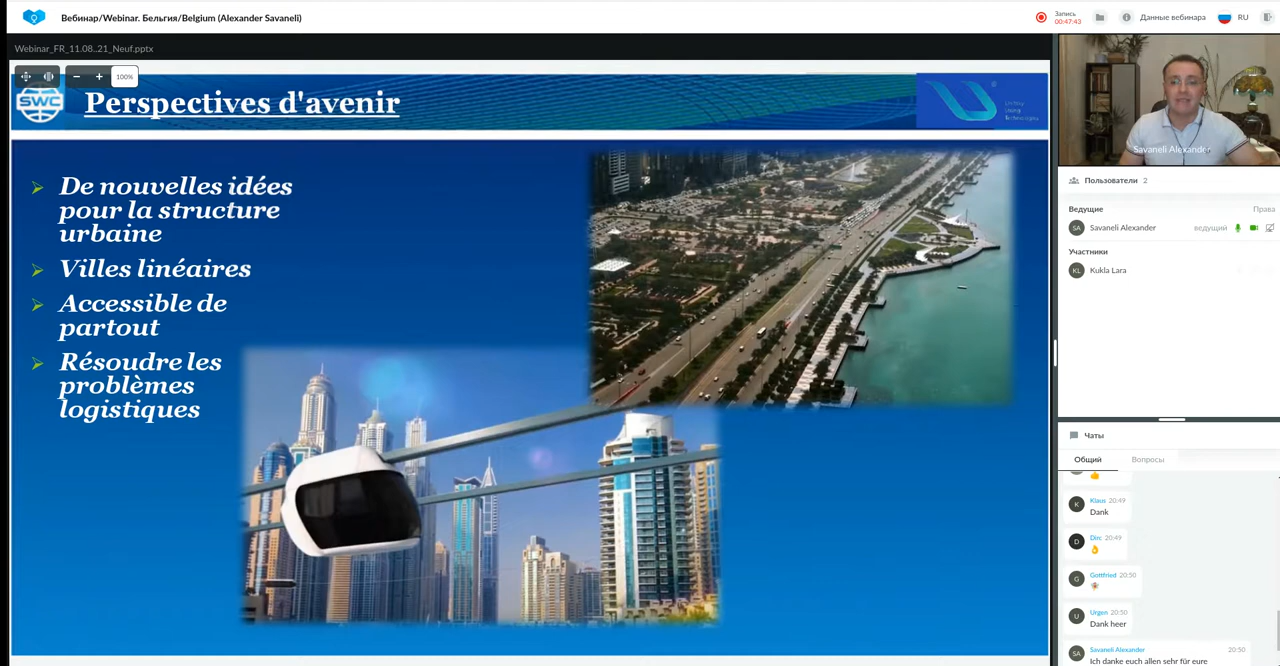 Вебинар/Webinar. Бельгия/Belgium (Alexander Savaneli)
Запись
00:47:43
Данные вебинара
RU
Webinar_FR_11.08..21_Neuf.pptx
100%
SWC
Perspectives d'avenir
UniSky
String
Technologies
De nouvelles idées
pour la structure
urbaine
Villes linéaires
Accessible de
partout
Résoudre les
problèmes
logistiques
Savaneli Alexander
Пользователи 2
Ведущие
Права
SA
Savaneli Alexander
ведущий
Участники
KL
Kukla Lara
Чаты
Общий
Вопросы
K
Klaus 20:49
Dank
D
Dirc 20:49
G
Gottfried 20:50
U
Urgen 20:50
Dank heer
SA
Savaneli Alexander 20:50
Ich danke euch allen sehr für eure